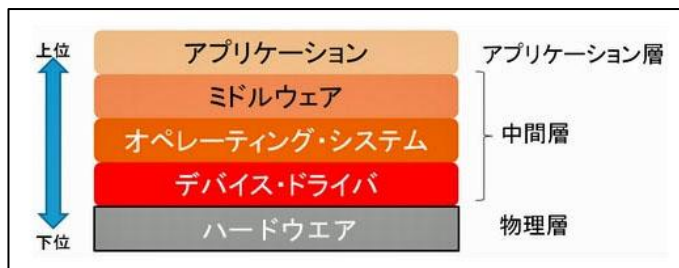 上位
アプリケーション
アプリケーション層
ミドルウェア
オペレーティング・システム
中間層
デバイス・ドライバ
ハードウエア
物理層
下位